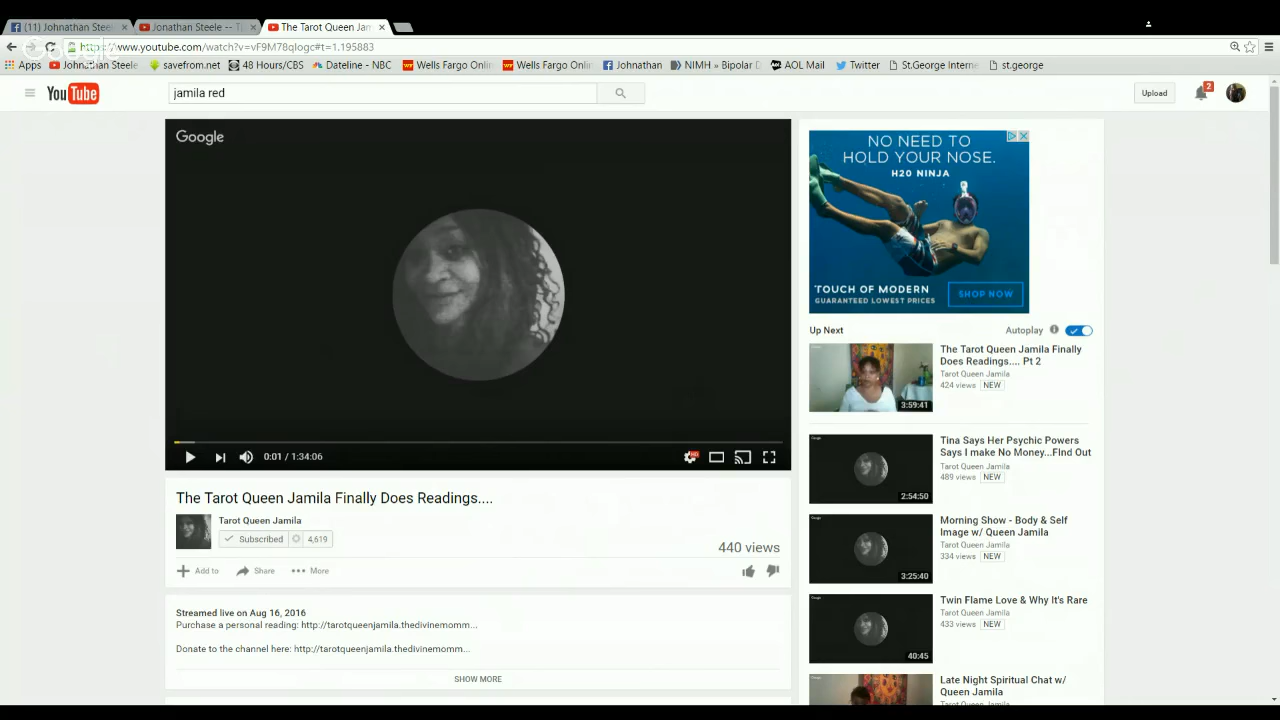 (11) Johnathan Steele
Jonathan Steele -- T
The Tarot Queen Jam
https://www.youtube.com/watch?v=vF9M78qIogc#t=1.195883
Google
Apps
Johnathan Steele
savefrom.net
48 Hours/CBS
Dateline - NBC
Wells Fargo Onlin
Wells Fargo Onlin
Johnathan
NIMH » Bipola
AOL Mail
Twitter
St.George Interne
st.george
YouTube
jamila red
Upload
2
Google
NO NEED TO
HOLD YOUR NOSE.
H20 NINJA
TOUCH OF MODERN
GUARANTEED LOWEST PRICES
SHOP NOW
Up Next
Autoplay
The Tarot Queen Jamila Finally
Does Readings.... Pt 2
Tarot Queen Jamila
424 views NEW
3:59:41
Tina Says Her Psychic Powers
Says I make No Money...FInd Out
Tarot Queen Jamila
489 views NEW
2:54:50
0:01 / 1:34:06
HD
The Tarot Queen Jamila Finally Does Readings....
Tarot Queen Jamila
Subscribed 4,619
440 views
Add to
Share
More
Morning Show - Body & Self
Image w/ Queen Jamila
Tarot Queen Jamila
334 views NEW
3:25:40
Streamed live on Aug 16, 2016
Purchase a personal reading: http://tarotqueenjamila.thedivinemomm...
Donate to the channel here: http://tarotqueenjamila.thedivinemomm...
SHOW MORE
Twin Flame Love & Why It's Rare
Tarot Queen Jamila
433 views NEW
40:45
Late Night Spiritual Chat w/
Queen Jamila